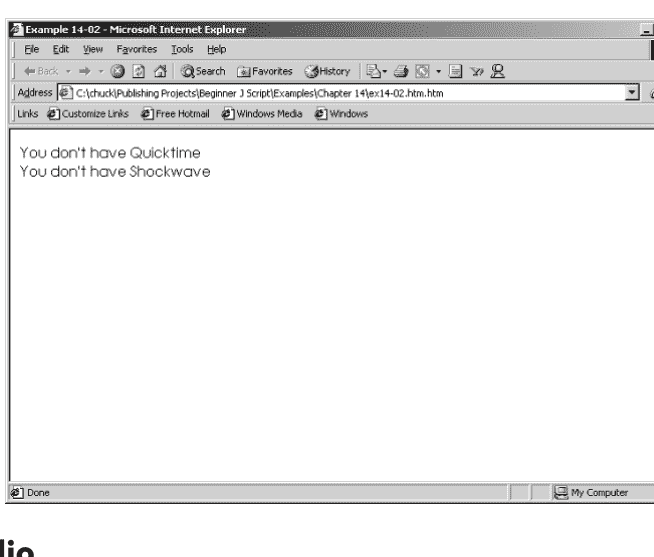 Example 14-02 - Microsoft Internet Explorer
File Edit View Favorites Tools Help
Back Search Favorites History
Address C:\chuck\Publishing Projects\Beginner J Script\Examples\Chapter 14\ex14-02.htm.htm
Links Customize Links Free Hotmail Windows Media Windows
You don't have Quicktime
You don't have Shockwave
Done My Computer